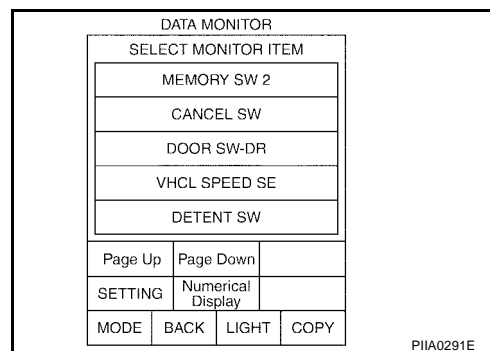 DATA MONITOR
SELECT MONITOR ITEM
MEMORY SW 2
CANCEL SW
DOOR SW-DR
VHCL SPEED SE
DETENT SW
Page Up Page Down
SETTING Numerical Display
MODE BACK LIGHT COPY
PIIA0291E